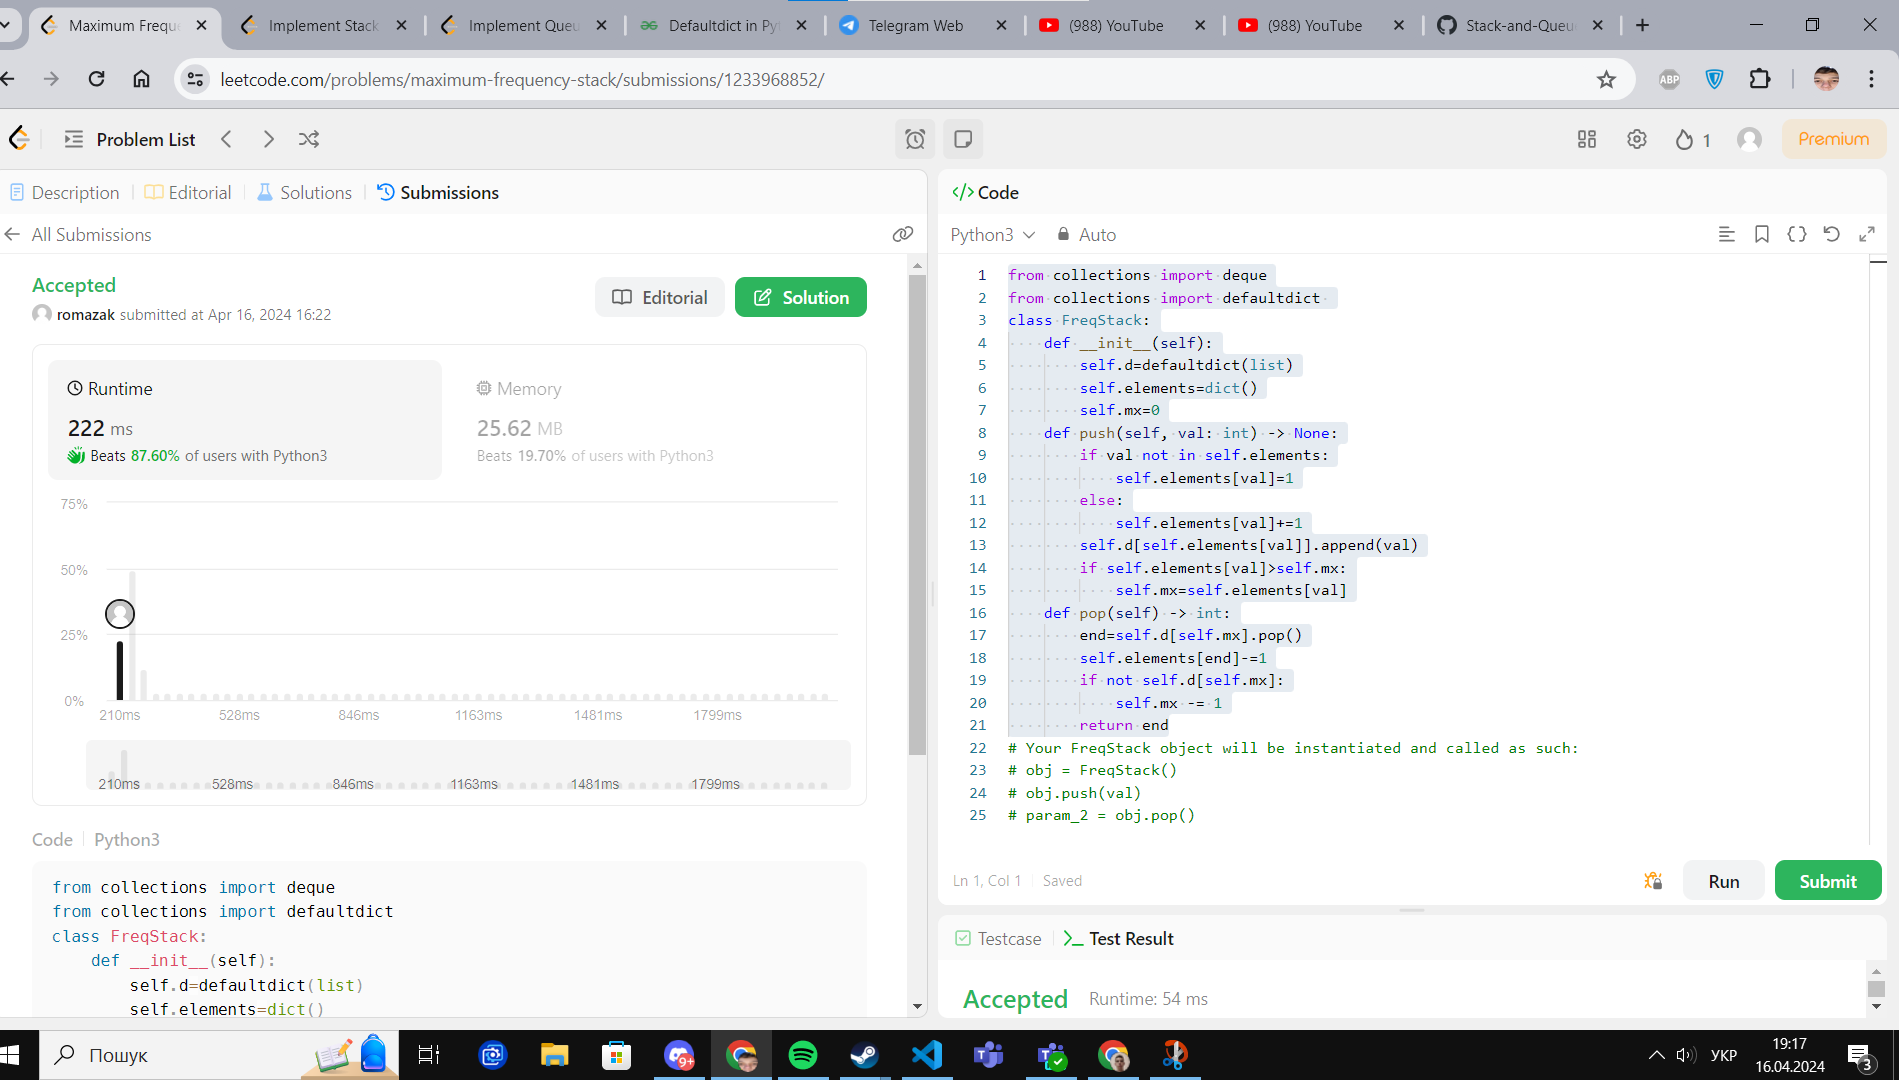 Maximum Freque
Implement Stack
Implement Queu
Defaultdict in Pyt
Telegram Web
(988) YouTube
(988) YouTube
Stack-and-Queu
leetcode.com/problems/maximum-frequency-stack/submissions/1233968852/
ABP
Problem List
1
Premium
Description
Editorial
Solutions
Submissions
All Submissions
Accepted
romazak submitted at Apr 16, 2024 16:22
Editorial
Solution
Runtime
222 ms
Beats 87.60% of users with Python3
Memory
25.62 MB
Beats 19.70% of users with Python3
75%
50%
25%
0%
210ms 528ms 846ms 1163ms 1481ms 1799ms
210ms 528ms 846ms 1163ms 1481ms 1799ms
Code Python3
from collections import deque
from collections import defaultdict
class FreqStack:
    def __init__(self):
        self.d=defaultdict(list)
        self.elements=dict()
</> Code
Python3
Auto
1 from collections import deque
2 from collections import defaultdict
3 class FreqStack:
4     def __init__(self):
5         self.d=defaultdict(list)
6         self.elements=dict()
7         self.mx=0
8     def push(self, val: int) -> None:
9         if val not in self.elements:
10             self.elements[val]=1
11         else:
12             self.elements[val]+=1
13         self.d[self.elements[val]].append(val)
14         if self.elements[val]>self.mx:
15             self.mx=self.elements[val]
16     def pop(self) -> int:
17         end=self.d[self.mx].pop()
18         self.elements[end]-=1
19         if not self.d[self.mx]:
20             self.mx -= 1
21         return end
22 # Your FreqStack object will be instantiated and called as such:
23 # obj = FreqStack()
24 # obj.push(val)
25 # param_2 = obj.pop()
Ln 1, Col 1
Saved
Run
Submit
Testcase
Test Result
Accepted
Runtime: 54 ms
Пошук
9+
УКР
19:17
16.04.2024
3